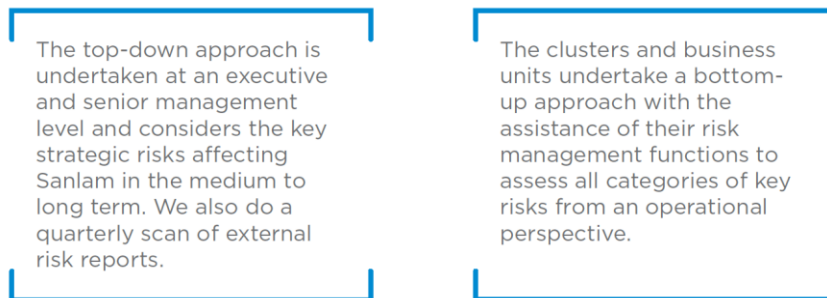 The top-down approach is
undertaken at an executive
and senior management
level and considers the key
strategic risks affecting
Sanlam in the medium to
long term. We also do a
quarterly scan of external
risk reports.
The clusters and business
units undertake a bottom-
up approach with the
assistance of their risk
management functions to
assess all categories of key
risks from an operational
perspective.